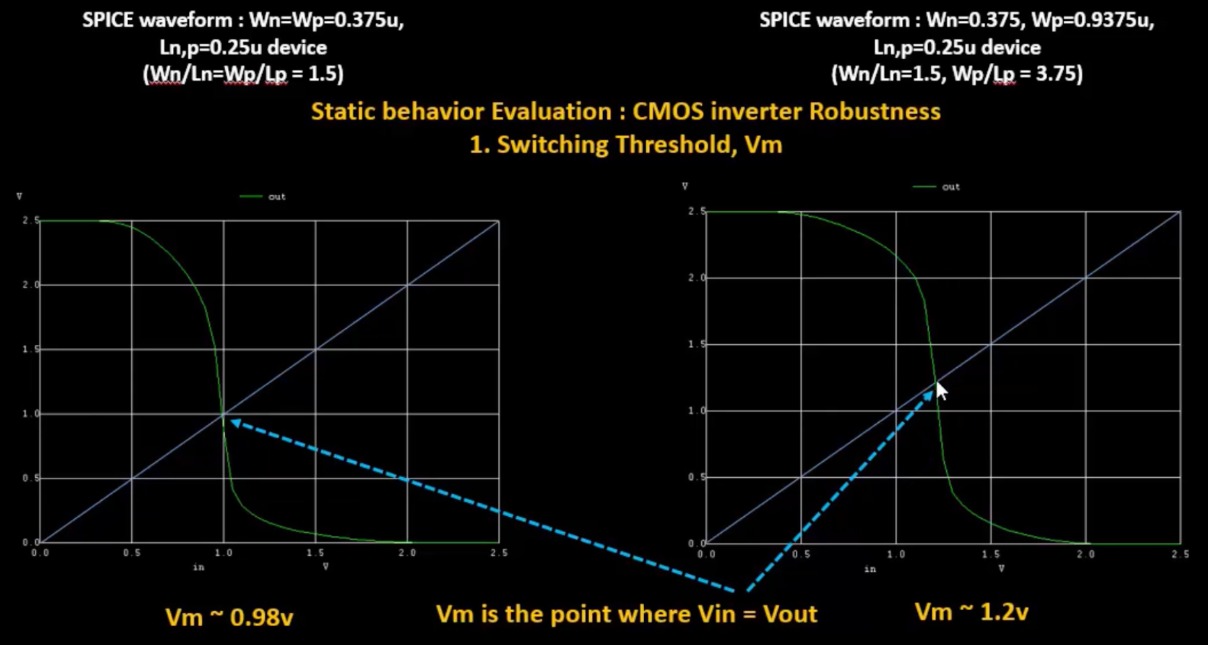 SPICE waveform : Wn=Wp=0.375u,
Ln,p=0.25u device
(Wn/Ln=Wp/Lp = 1.5)
SPICE waveform : Wn=0.375, Wp=0.9375u,
Ln,p=0.25u device
(Wn/Ln=1.5, Wp/Lp = 3.75)
Static behavior Evaluation : CMOS inverter Robustness
1. Switching Threshold, Vm
V
out
2.5
2.0
1.5
1.0
0.5
0.0
0.0 0.5 1.0 1.5 2.0 2.5
in V
V
out
2.5
2.0
1.5
1.0
0.5
0.0
0.0 0.5 1.0 1.5 2.0 2.5
in V
Vm ~ 0.98v
Vm is the point where Vin = Vout
Vm ~ 1.2v